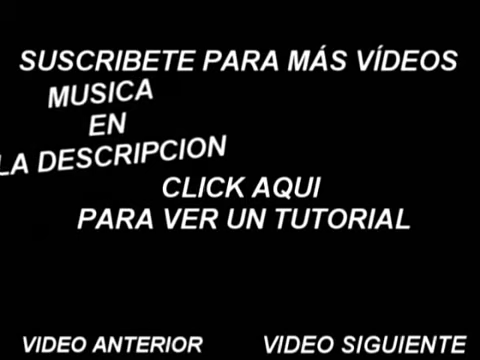 SUSCRIBETE PARA MÁS VÍDEOS
MUSICA
EN
LA DESCRIPCION
CLICK AQUI
PARA VER UN TUTORIAL
VIDEO ANTERIOR
VIDEO SIGUIENTE